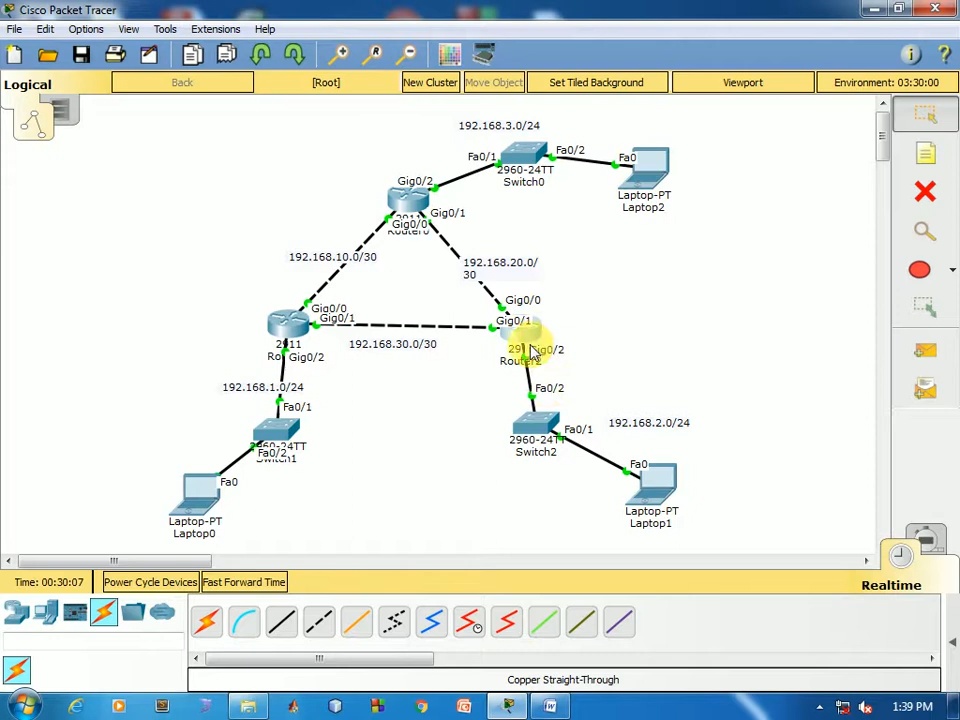 Cisco Packet Tracer
File Edit Options View Tools Extensions Help
Logical
Back
[Root]
New Cluster
Move Object
Set Tiled Background
Viewport
Environment: 03:30:00
192.168.3.0/24
Fa0/1
Fa0/2
2960-24TT
Switch0
Fa0
Laptop-PT
Laptop2
Gig0/2
Gig0/1
2911
Gig0/0
Router0
192.168.10.0/30
192.168.20.0/
30
Gig0/0
Gig0/0
Gig0/1
Gig0/1
192.168.30.0/30
2911
Gig0/2
Gig0/2
Router2
192.168.1.0/24
Fa0/1
Fa0/2
2960-24TT
Fa0/2
Switch1
Fa0/1
192.168.2.0/24
2960-24TT
Switch2
Fa0
Laptop-PT
Laptop0
Fa0
Laptop-PT
Laptop1
Time: 00:30:07
Power Cycle Devices
Fast Forward Time
Realtime
Copper Straight-Through
1:39 PM